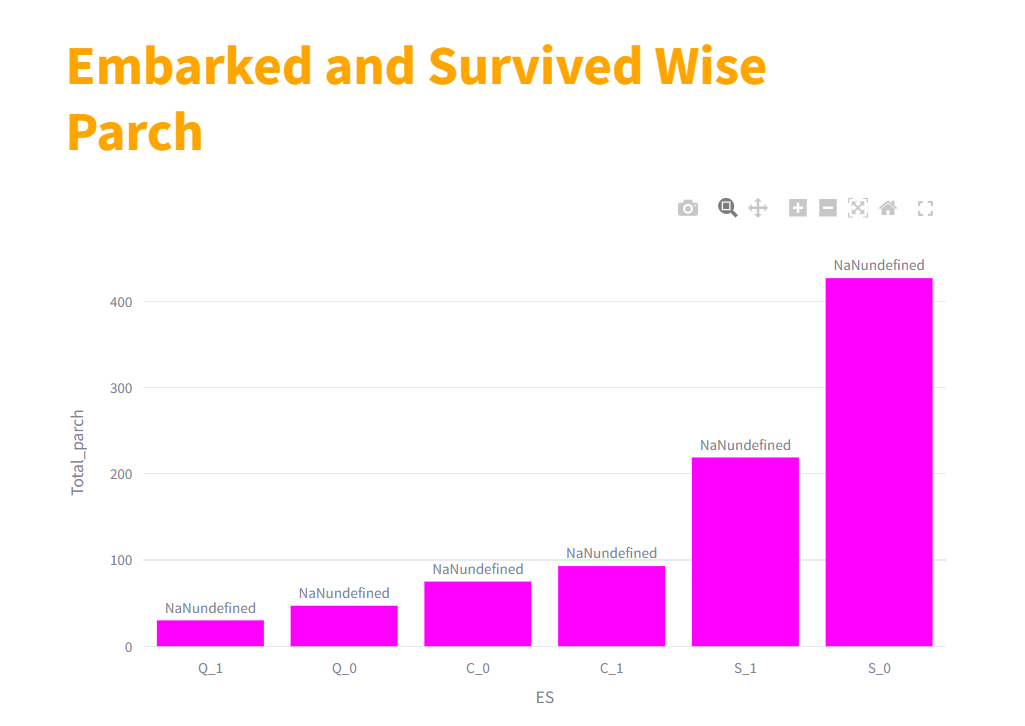 Embarked and Survived Wise
Parch
NaNundefined
400
300
NaNundefined
200
NaNundefined
100
NaNundefined
NaNundefined
NaNundefined
0
Total_parch
Q_1 Q_0 C_0 C_1 S_1 S_0
ES